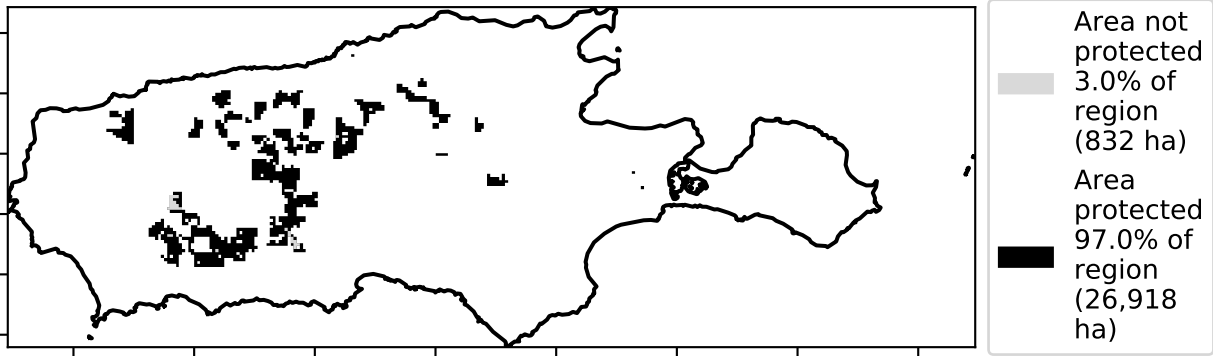 Area not
protected
3.0% of
region
(832 ha)
Area
protected
97.0% of
region
(26,918
ha)